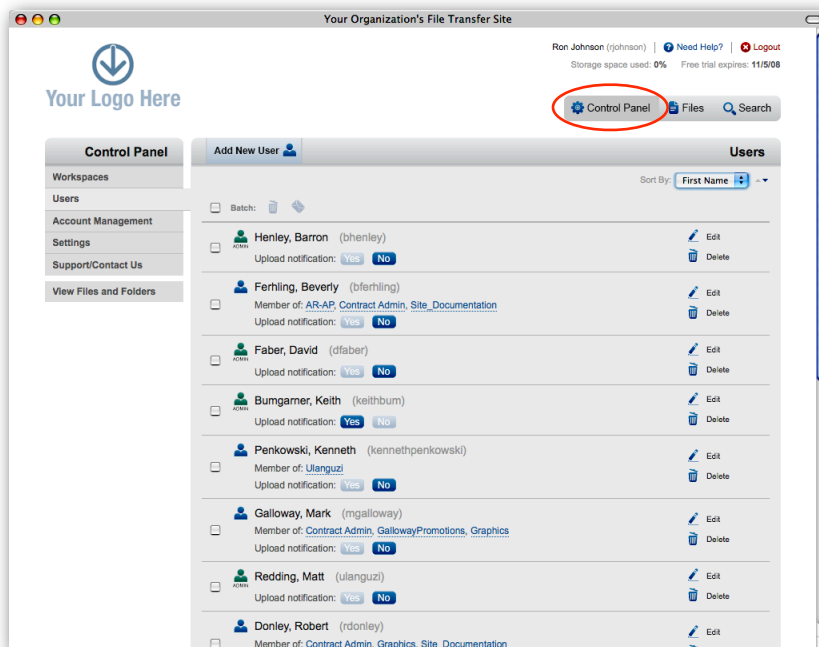 Your Organization's File Transfer Site
Ron Johnson (rjohnson) | Need Help? | Logout
Storage space used: 0% Free trial expires: 11/5/08
Your Logo Here
Control Panel Files Search
Control Panel
Add New User
Users
Workspaces
Users
Account Management
Settings
Support/Contact Us
View Files and Folders
Sort By: First Name
Batch:
Henley, Barron (bhenley)
ADMIN
Upload notification: Yes No
Edit
Delete
Ferhling, Beverly (bferhling)
Member of: AR-AP, Contract Admin, Site_Documentation
Upload notification: Yes No
Edit
Delete
Faber, David (dfaber)
ADMIN
Upload notification: Yes No
Edit
Delete
Bumgarner, Keith (keithbum)
ADMIN
Upload notification: Yes No
Edit
Delete
Penkowski, Kenneth (kennethpenkowski)
Member of: Ulanguzi
Upload notification: Yes No
Edit
Delete
Galloway, Mark (mgalloway)
Member of: Contract Admin, GallowayPromotions, Graphics
Upload notification: Yes No
Edit
Delete
Redding, Matt (ulanguzi)
ADMIN
Upload notification: Yes No
Edit
Delete
Donley, Robert (rdonley)
Member of: Contract Admin, Graphics, Site_Documentation
Edit